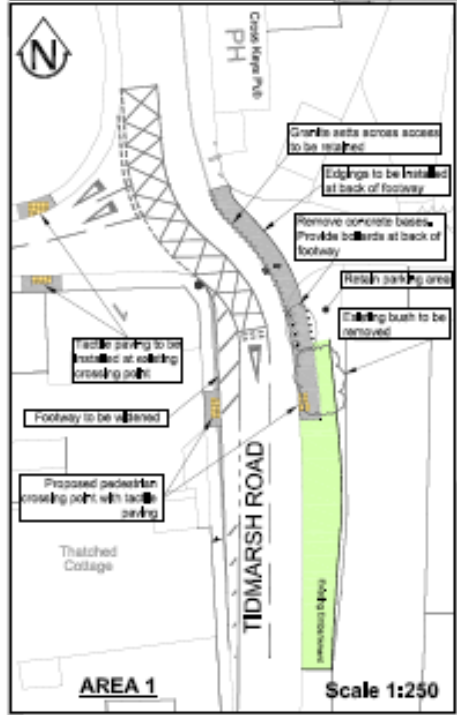 N
Cross Keys Pub
PH
Granite setts across access
to be retained
Edgings to be installed
at back of footway
Remove concrete bases.
Provide bollards at back of
footway
Retain parking area
Existing bush to be
removed
Tactile paving to be
installed at existing
crossing point
Footway to be widened
Proposed pedestrian
crossing point with tactile
paving
Thatched
Cottage
TIDMARSH ROAD
Existing Embankment
AREA 1
Scale 1:250